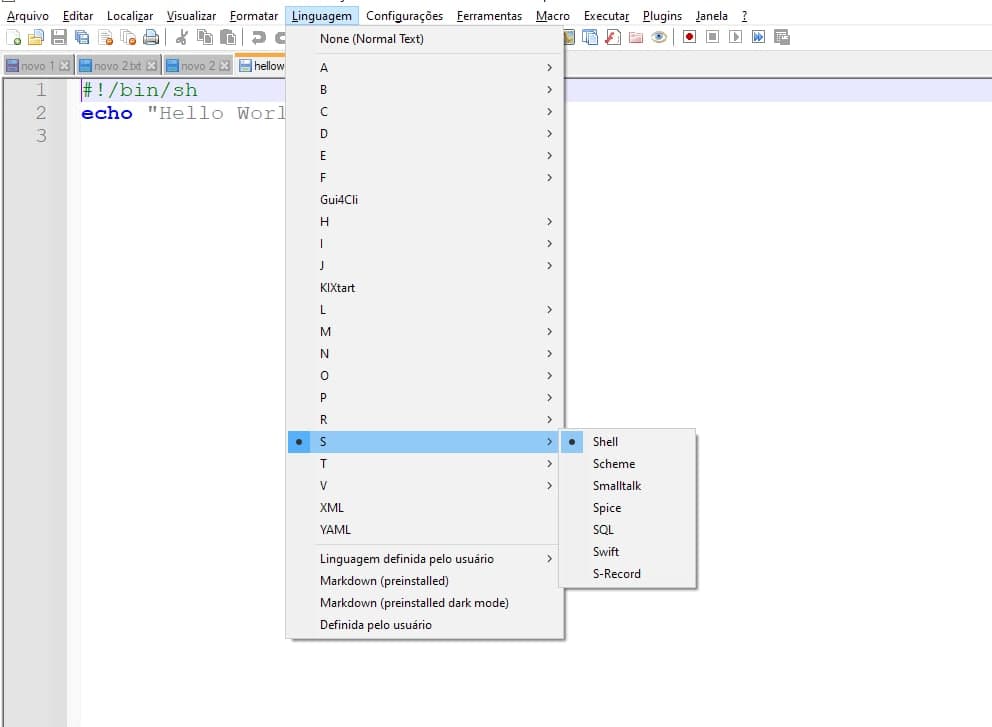 Arquivo Editar Localizar Visualizar Formatar Linguagem Configurações Ferramentas Macro Executar Plugins Janela ?
novo 1 novo 2.txt novo 2 hellow
1 #!/bin/sh
2 echo "Hello Worl
3
None (Normal Text)
A
B
C
D
E
F
Gui4Cli
H
I
J
KIXtart
L
M
N
O
P
R
S
T
V
XML
YAML
Linguagem definida pelo usuário
Markdown (preinstalled)
Markdown (preinstalled dark mode)
Definida pelo usuário
Shell
Scheme
Smalltalk
Spice
SQL
Swift
S-Record